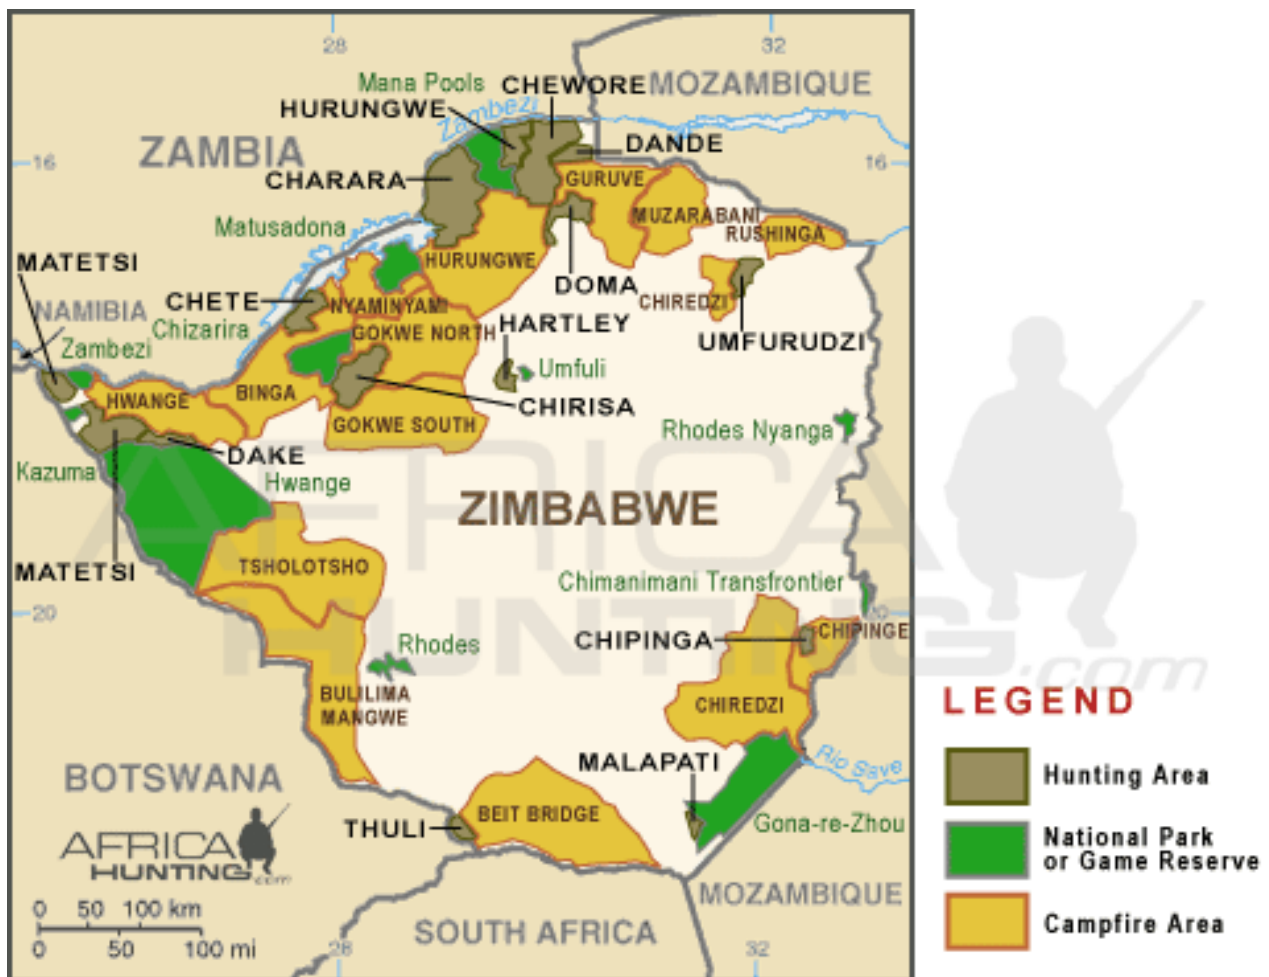 28
32
Mana Pools
CHEWORE
MOZAMBIQUE
HURUNGWE
Zambezi
ZAMBIA
DANDE
16
16
CHARARA
GURUVE
Matusadona
MUZARABANI
RUSHINGA
MATETSI
HURUNGWE
DOMA
CHETE
NYAMINYAMI
CHIREDZI
NAMIBIA
Chizarira
GOKWE NORTH
HARTLEY
UMFURUDZI
Zambezi
Umfuli
HWANGE
BINGA
CHIRISA
GOKWE SOUTH
Rhodes Nyanga
DAKE
Kazuma
Hwange
ZIMBABWE
AFRICA
HUNTING.com
MATETSI
TSHOLOTSHO
Chimanimani Transfrontier
20
20
CHIPINGA
CHIPINGE
Rhodes
BULILIMA
MANGWE
CHIREDZI
LEGEND
MALAPATI
Rio Save
BOTSWANA
Hunting Area
THULI
BEIT BRIDGE
Gona-re-Zhou
National Park
or Game Reserve
AFRICA
HUNTING.com
MOZAMBIQUE
0 50 100 km
0 50 100 mi
SOUTH AFRICA
Campfire Area
28
32